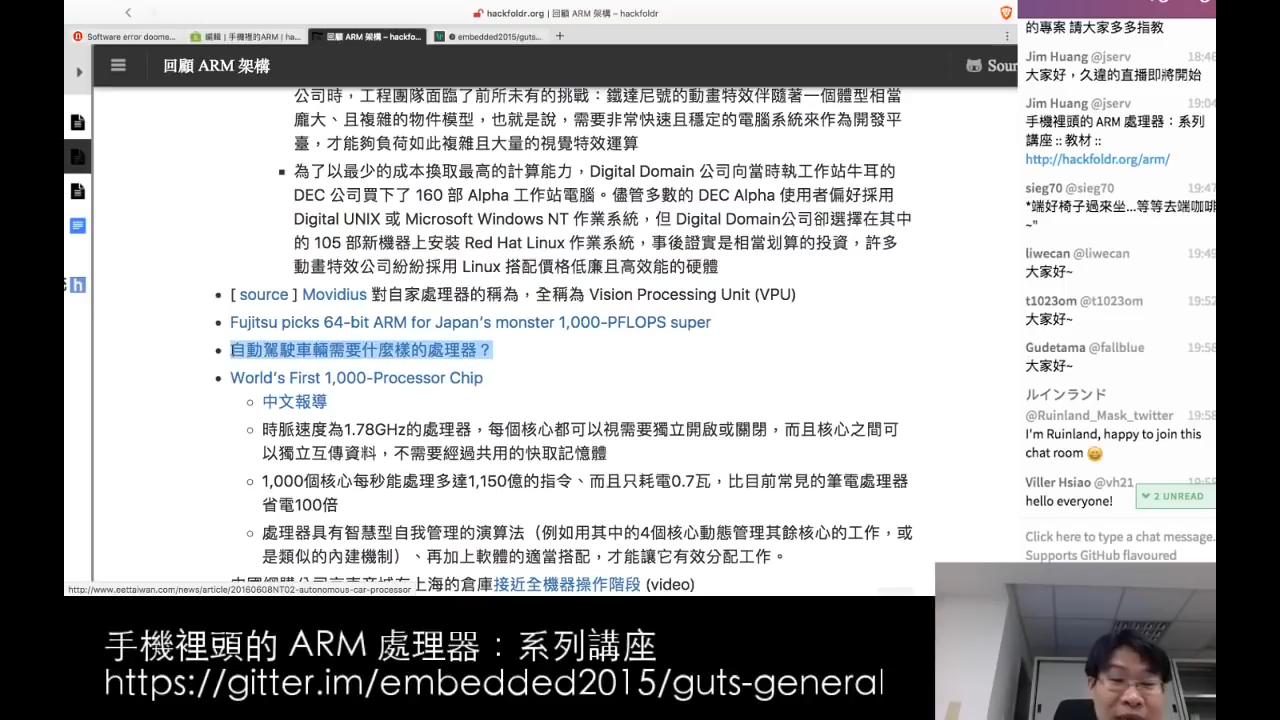 hackfoldr.org | 回顧 ARM 架構 – hackfoldr
Software error doome...
編輯 | 手機裡的ARM | ha...
回顧 ARM 架構 – hackfo...
embedded2015/guts...
回顧 ARM 架構
Sour
公司時，工程團隊面臨了前所未有的挑戰：鐵達尼號的動畫特效伴隨著一個體型相當
龐大、且複雜的物件模型，也就是說，需要非常快速且穩定的電腦系統來作為開發平
臺，才能夠負荷如此複雜且大量的視覺特效運算
為了以最少的成本換取最高的計算能力，Digital Domain 公司向當時執工作站牛耳的
DEC 公司買下了 160 部 Alpha 工作站電腦。儘管多數的 DEC Alpha 使用者偏好採用
Digital UNIX 或 Microsoft Windows NT 作業系統，但 Digital Domain公司卻選擇在其中
的 105 部新機器上安裝 Red Hat Linux 作業系統，事後證實是相當划算的投資，許多
動畫特效公司紛紛採用 Linux 搭配價格低廉且高效能的硬體
[ source ] Movidius 對自家處理器的稱為，全稱為 Vision Processing Unit (VPU)
Fujitsu picks 64-bit ARM for Japan's monster 1,000-PFLOPS super
自動駕駛車輛需要什麼樣的處理器？
World's First 1,000-Processor Chip
中文報導
時脈速度為1.78GHz的處理器，每個核心都可以視需要獨立開啟或關閉，而且核心之間可
以獨立互傳資料，不需要經過共用的快取記憶體
1,000個核心每秒能處理多達1,150億的指令、而且只耗電0.7瓦，比目前常見的筆電處理器
省電100倍
處理器具有智慧型自我管理的演算法（例如用其中的4個核心動態管理其餘核心的工作，或
是類似的內建機制）、再加上軟體的適當搭配，才能讓它有效分配工作。
上海的倉庫接近全機器操作階段 (video)
http://www.eettaiwan.com/news/article/20160608NT02-autonomous-car-processor
的專案 請大家多多指教
Jim Huang @jserv 18:46
大家好，久違的直播即將開始
Jim Huang @jserv 19:04
手機裡頭的 ARM 處理器：系列
講座 :: 教材 ::
http://hackfoldr.org/arm/
sieg70 @sieg70 19:47
*端好椅子過來坐...等等去端咖啡
~"
liwecan @liwecan 19:49
大家好~
t1023om @t1023om 19:52
大家好~
Gudetama @fallblue 19:58
大家好~
ルインランド
@Ruinland_Mask_twitter 19:58
I'm Ruinland, happy to join this
chat room
Viller Hsiao @vh21 19:59
hello everyone!
2 UNREAD
Click here to type a chat message.
Supports GitHub flavoured
手機裡頭的 ARM 處理器：系列講座
https://gitter.im/embedded2015/guts-general